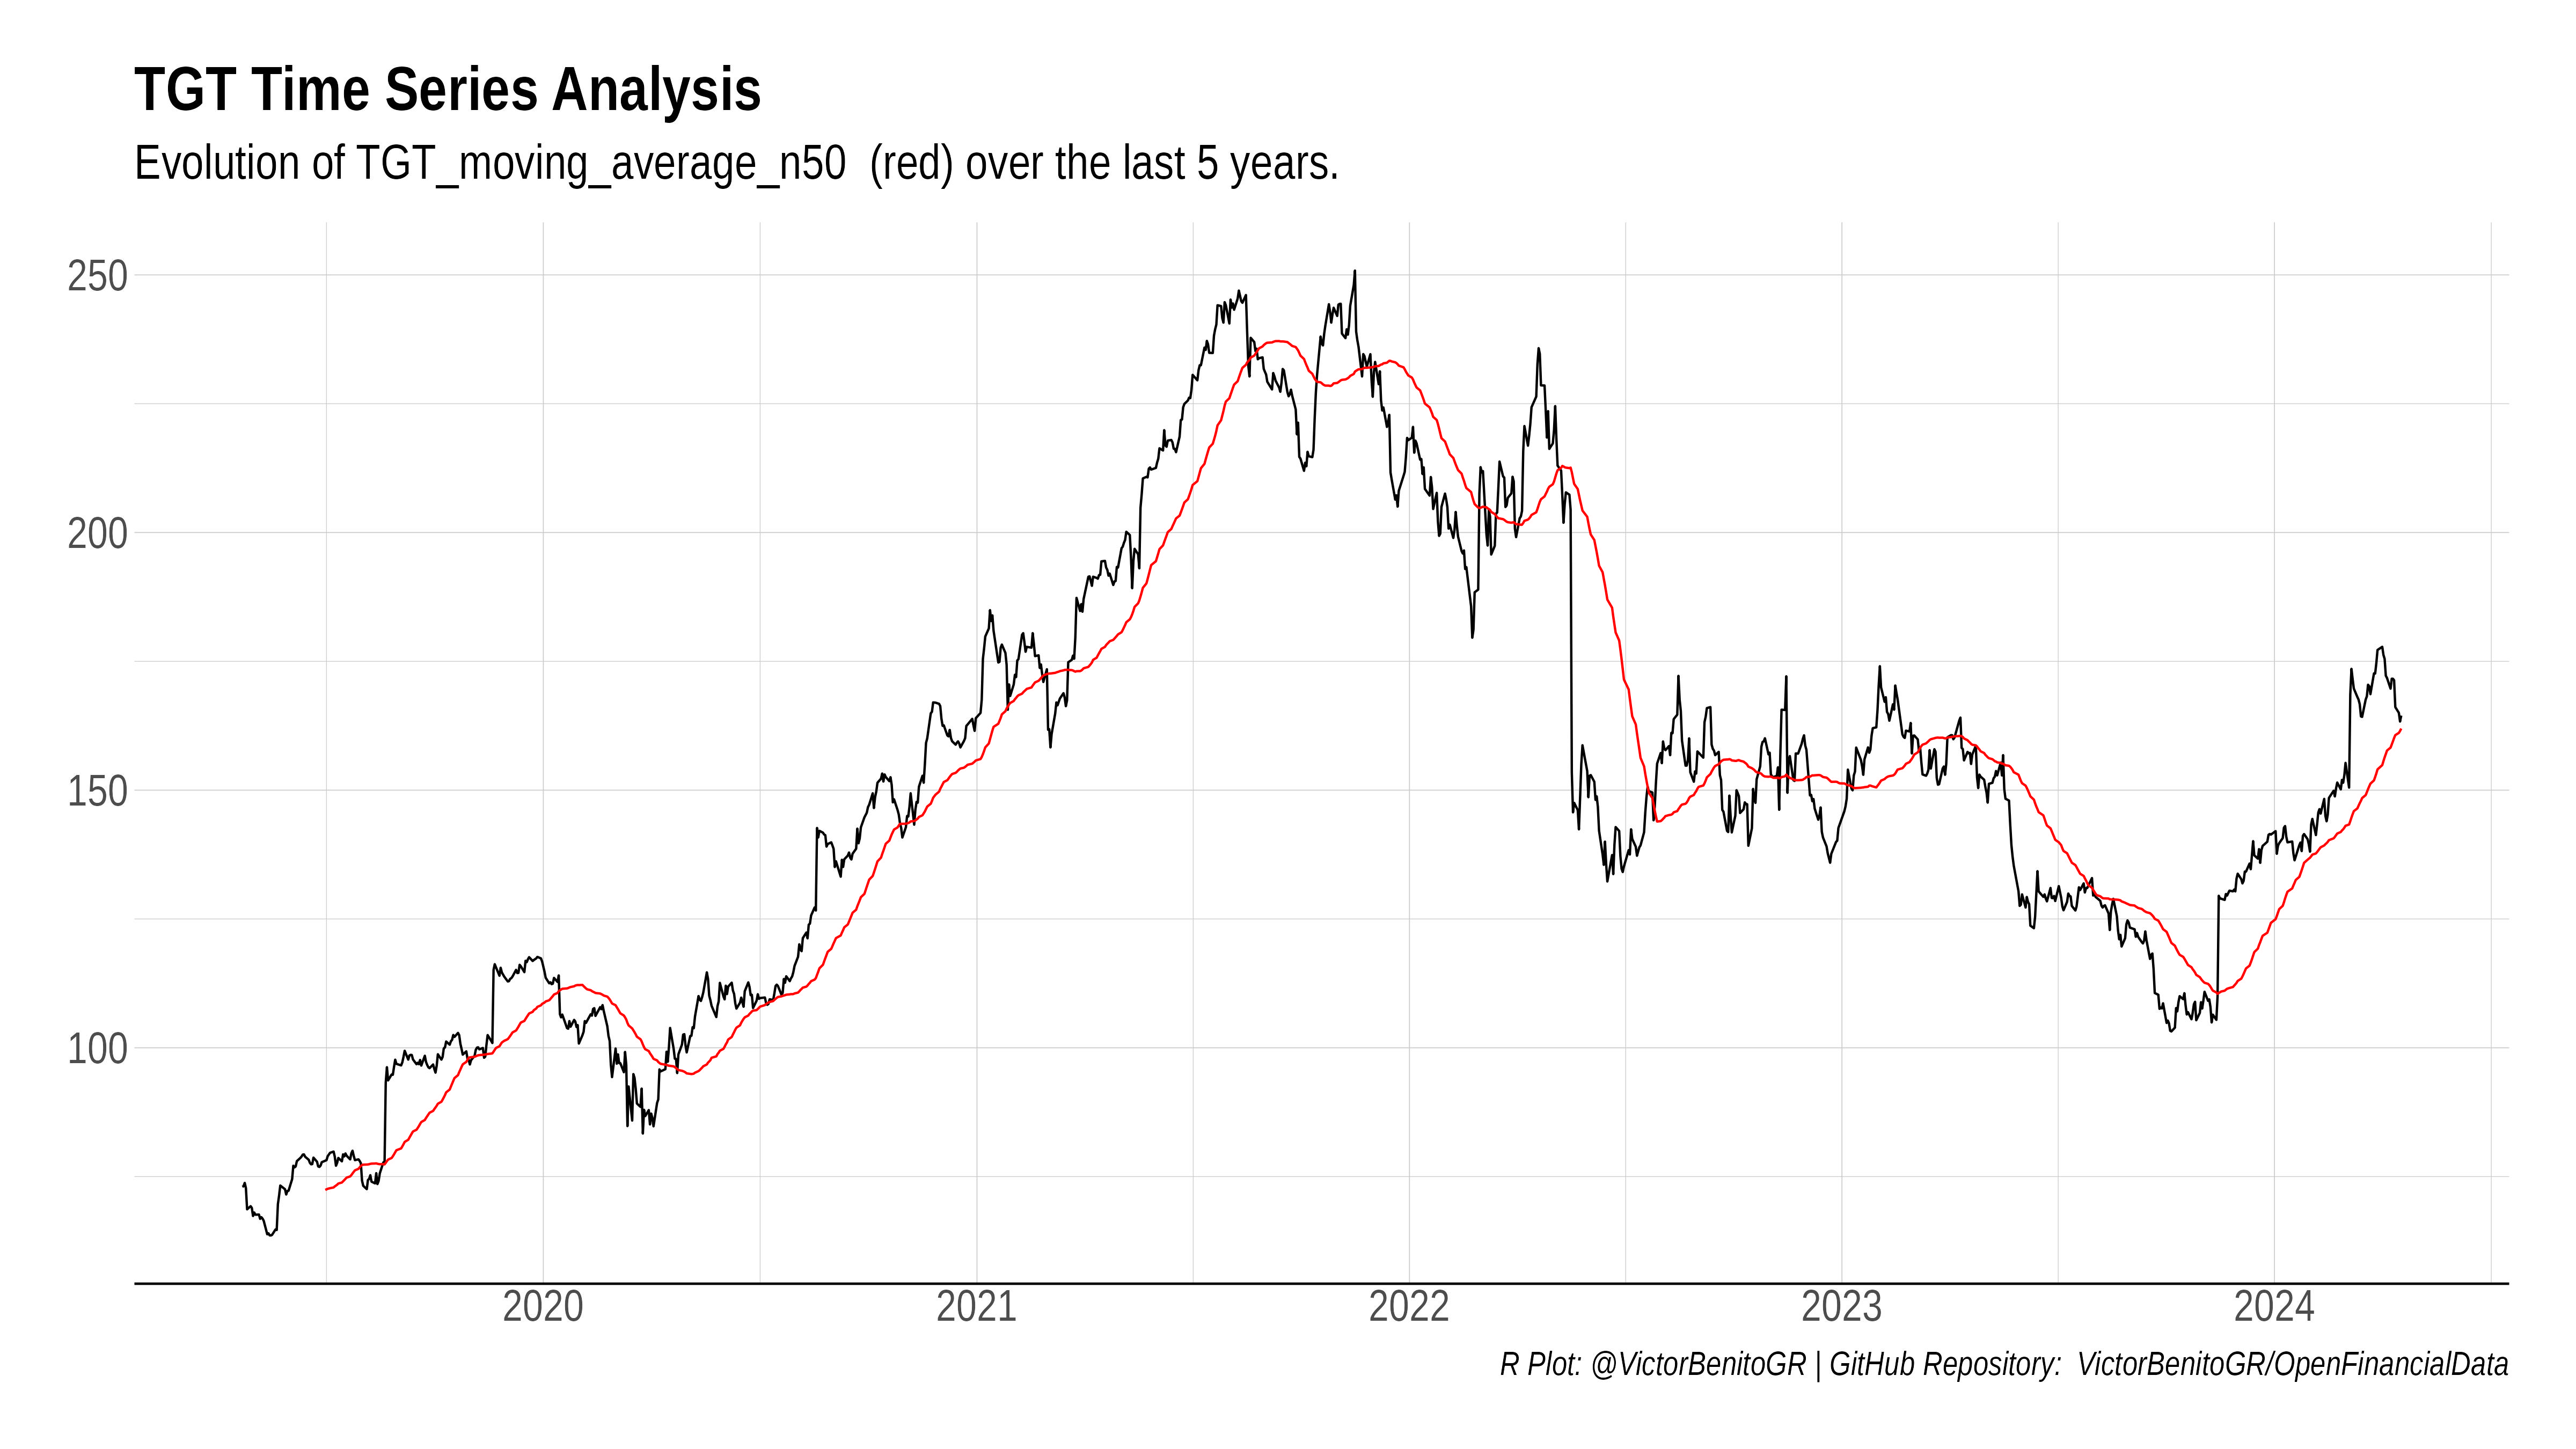 TGT Time Series Analysis
Evolution of TGT_moving_average_n50  (red) over the last 5 years.
250
200
150
100
2020 2021 2022 2023 2024
R Plot: @VictorBenitoGR | GitHub Repository:  VictorBenitoGR/OpenFinancialData